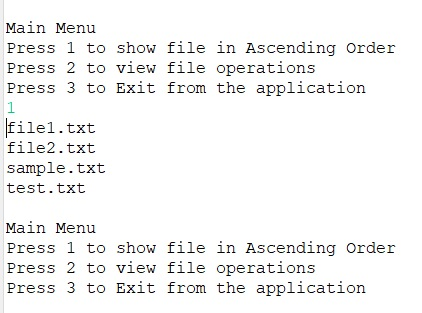 Main Menu
Press 1 to show file in Ascending Order
Press 2 to view file operations
Press 3 to Exit from the application
1
file1.txt
file2.txt
sample.txt
test.txt
Main Menu
Press 1 to show file in Ascending Order
Press 2 to view file operations
Press 3 to Exit from the application